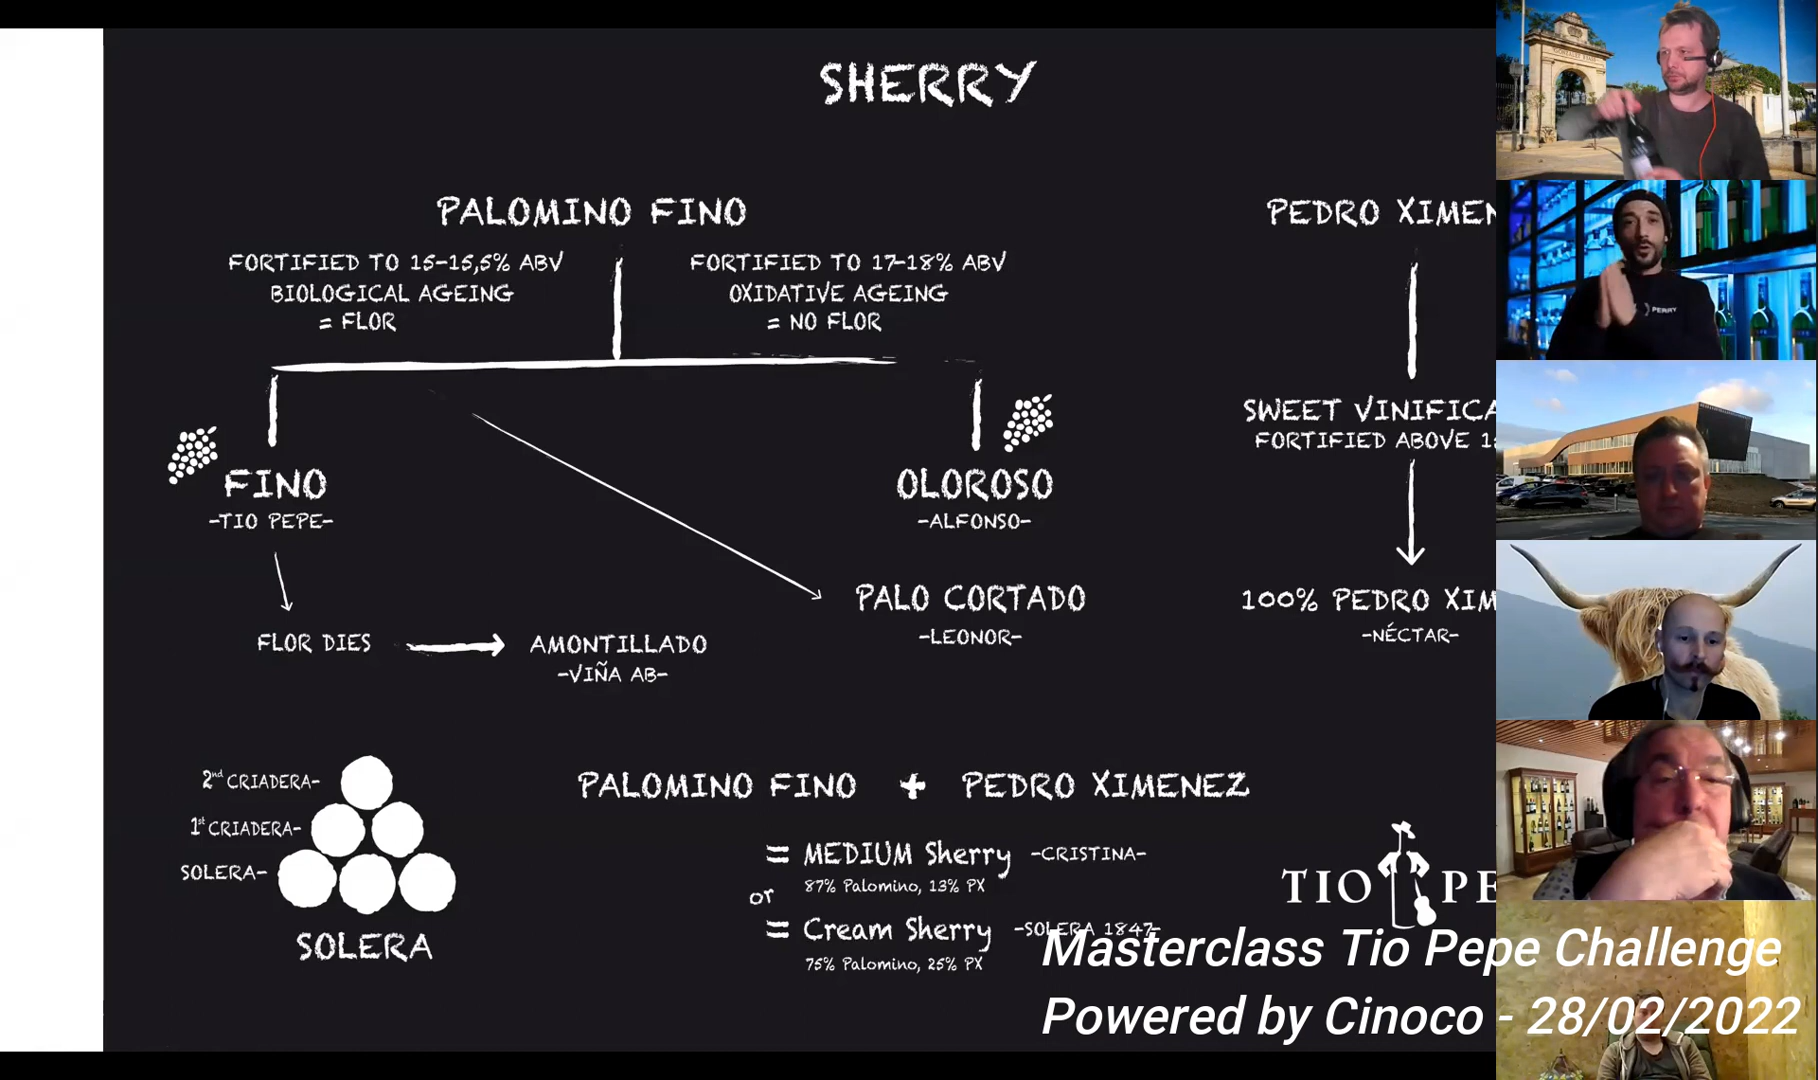 SHERRY
PALOMINO FINO
FORTIFIED TO 15-15,5% ABV
BIOLOGICAL AGEING
= FLOR
FORTIFIED TO 17-18% ABV
OXIDATIVE AGEING
= NO FLOR
FINO
-TIO PEPE-
OLOROSO
-ALFONSO-
FLOR DIES
AMONTILLADO
-VIÑA AB-
PALO CORTADO
-LEONOR-
PEDRO XIMEN
SWEET VINIFICA
FORTIFIED ABOVE 1
100% PEDRO XIM
-NÉCTAR-
2nd CRIADERA-
1st CRIADERA-
SOLERA-
SOLERA
PALOMINO FINO + PEDRO XIMENEZ
= MEDIUM Sherry -CRISTINA-
87% Palomino, 13% PX
or
= Cream Sherry -SOLERA 1847-
75% Palomino, 25% PX
TIO PE
PERRY
Masterclass Tio Pepe Challenge
Powered by Cinoco - 28/02/2022